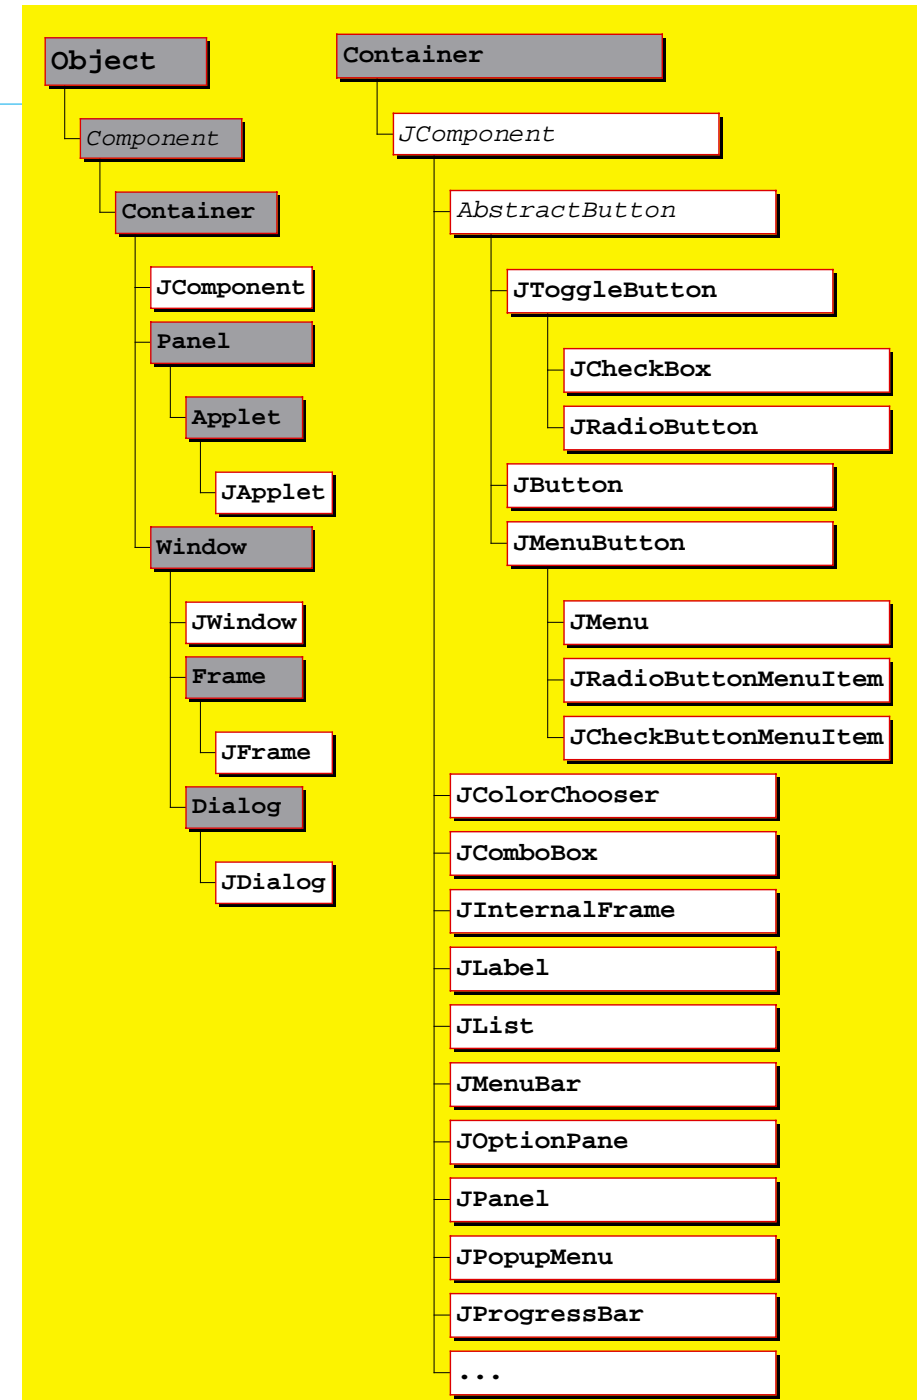 Object
Component
Container
JComponent
Panel
Applet
JApplet
Window
JWindow
Frame
JFrame
Dialog
JDialog
Container
JComponent
AbstractButton
JToggleButton
JCheckBox
JRadioButton
JButton
JMenuButton
JMenu
JRadioButtonMenuItem
JCheckButtonMenuItem
JColorChooser
JComboBox
JInternalFrame
JLabel
JList
JMenuBar
JOptionPane
JPanel
JPopupMenu
JProgressBar
...